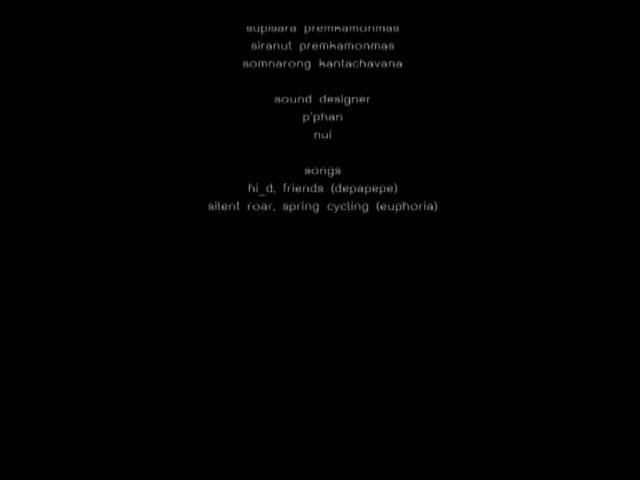 supisara premkamonmas
siranut premkamonmas
somnarong kantachavana
sound designer
p'phan
nui
songs
hi_d, friends (depapepe)
silent roar, spring cycling (euphoria)